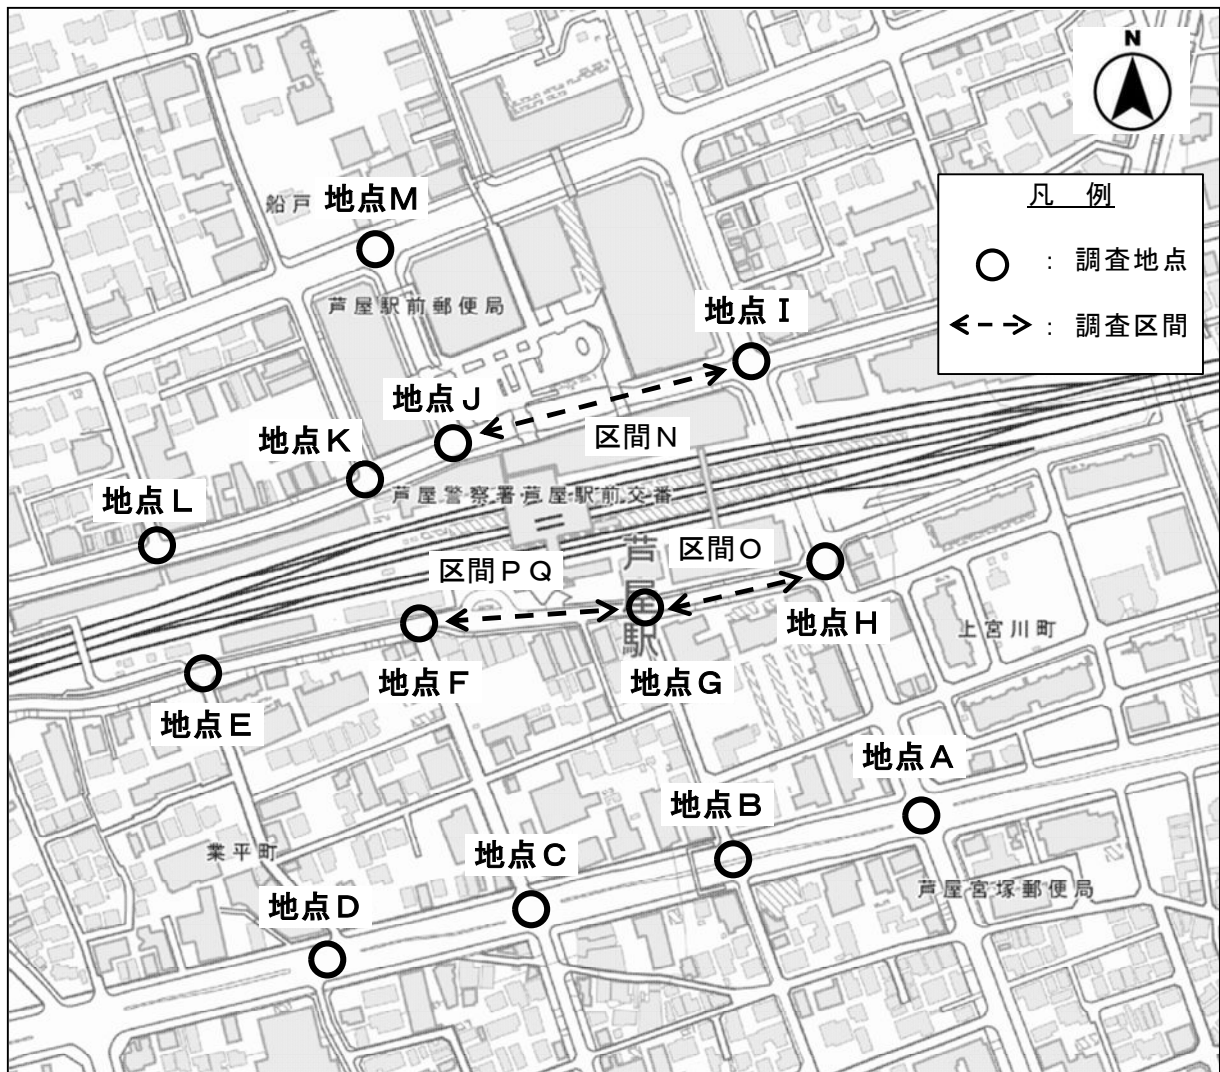 N
船戸
地点M
凡 例
○ : 調査地点
<--> : 調査区間
芦屋駅前郵便局
地点I
地点J
区間N
地点K
芦屋警察署芦屋駅前交番
地点L
芦屋駅
区間O
区間PQ
地点H
上宮川町
地点F
地点G
地点E
地点A
地点B
業平町
地点C
芦屋宮塚郵便局
地点D